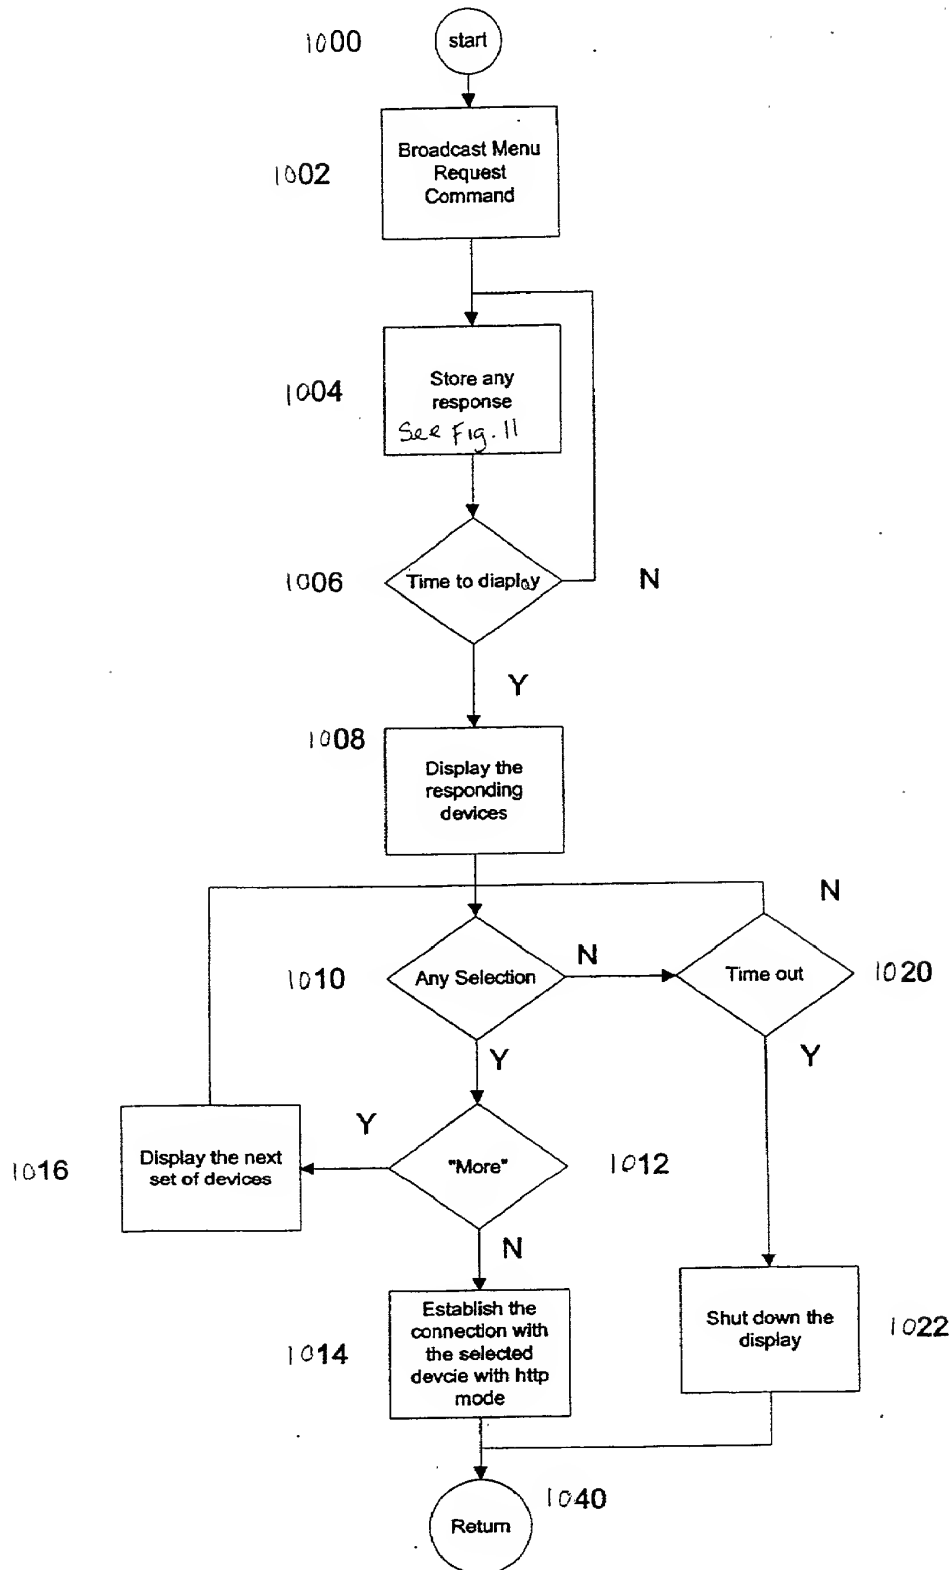 1000
start
1002
Broadcast Menu
Request
Command
1004
Store any
response
See Fig. 11
1006
Time to diaplay
N
Y
1008
Display the
responding
devices
N
1010
Any Selection
N
Time out
1020
Y
Y
1016
Display the next
set of devices
Y
"More"
1012
N
1014
Establish the
connection with
the selected
devcie with http
mode
Shut down the
display
1022
1040
Return